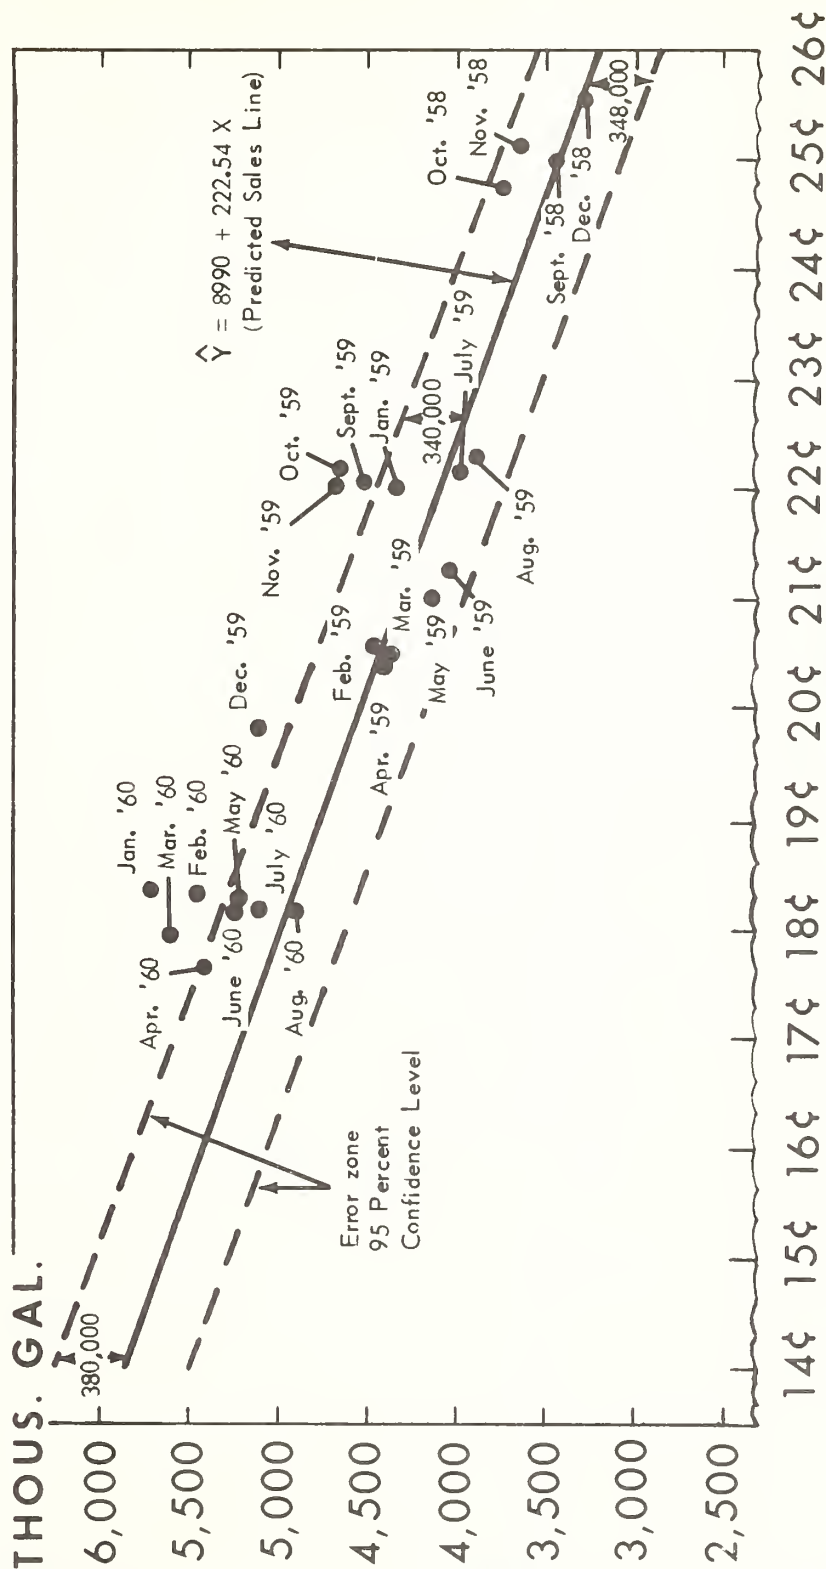 THOUS. GAL.
6,000
5,500
5,000
4,500
4,000
3,500
3,000
2,500
380,000
Error zone
95 Percent
Confidence Level
Apr. '60
June '60
Aug. '60
Jan. '60
Mar. '60
Feb. '60
May '60
July '60
Dec. '59
Feb. '59
Apr. '59
Mar. '59
May '59
June '59
Nov. '59
Oct. '59
Sept. '59
Jan. '59
340,000
July '59
Aug. '59
Ŷ = 8990 + 222.54 X
(Predicted Sales Line)
Oct. '58
Nov. '58
Sept. '58
Dec. '58
348,000
14¢ 15¢ 16¢ 17¢ 18¢ 19¢ 20¢ 21¢ 22¢ 23¢ 24¢ 25¢ 26¢